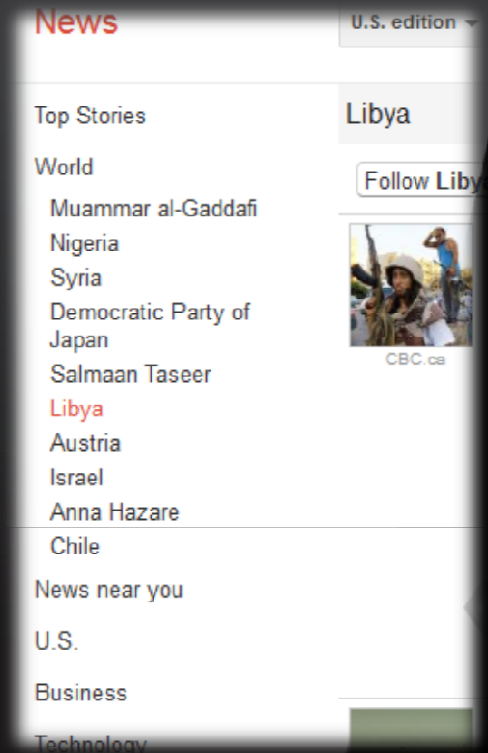 News
U.S. edition
Top Stories
World
Muammar al-Gaddafi
Nigeria
Syria
Democratic Party of
Japan
Salmaan Taseer
Libya
Austria
Israel
Anna Hazare
Chile
News near you
U.S.
Business
Technology
Libya
Follow
CBC.ca